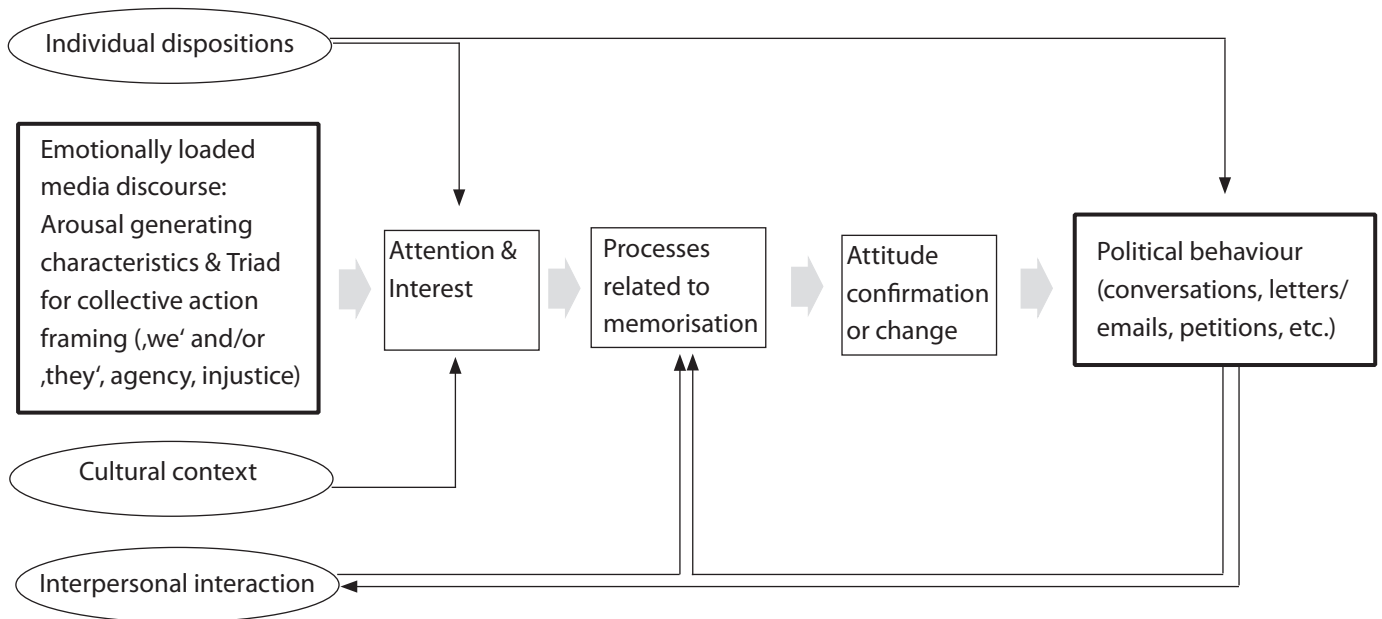 Individual dispositions
Emotionally loaded
media discourse:
Arousal generating
characteristics & Triad
for collective action
framing (‚we‘ and/or
‚they‘, agency, injustice)
Attention &
Interest
Processes
related to
memorisation
Attitude
confirmation
or change
Political behaviour
(conversations, letters/
emails, petitions, etc.)
Cultural context
Interpersonal interaction